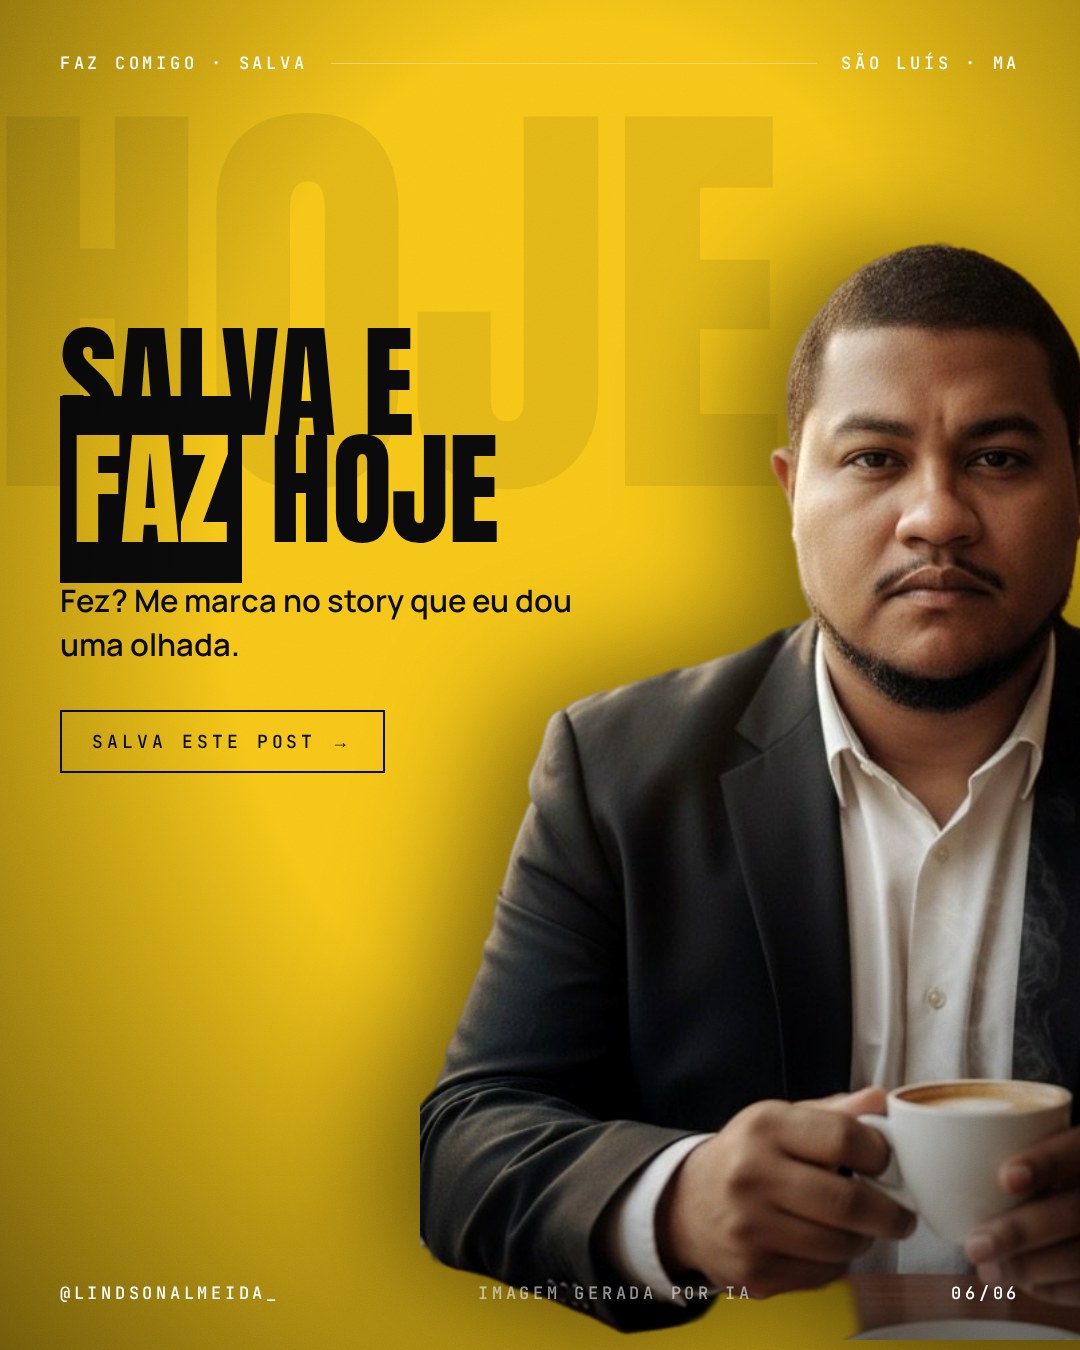 FAZ COMIGO · SALVA
SÃO LUÍS · MA
HOJE
SALVA E
FAZ HOJE
Fez? Me marca no story que eu dou
uma olhada.
SALVA ESTE POST →
@LINDSONALMEIDA_
IMAGEM GERADA POR IA
06/06